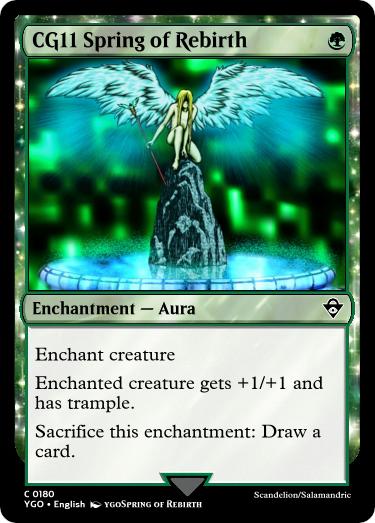 CG11 Spring of Rebirth
Enchantment — Aura
Enchant creature
Enchanted creature gets +1/+1 and
has trample.
Sacrifice this enchantment: Draw a
card.
C 0180
YGO • English ygoSpring of Rebirth
Scandelion/Salamandric